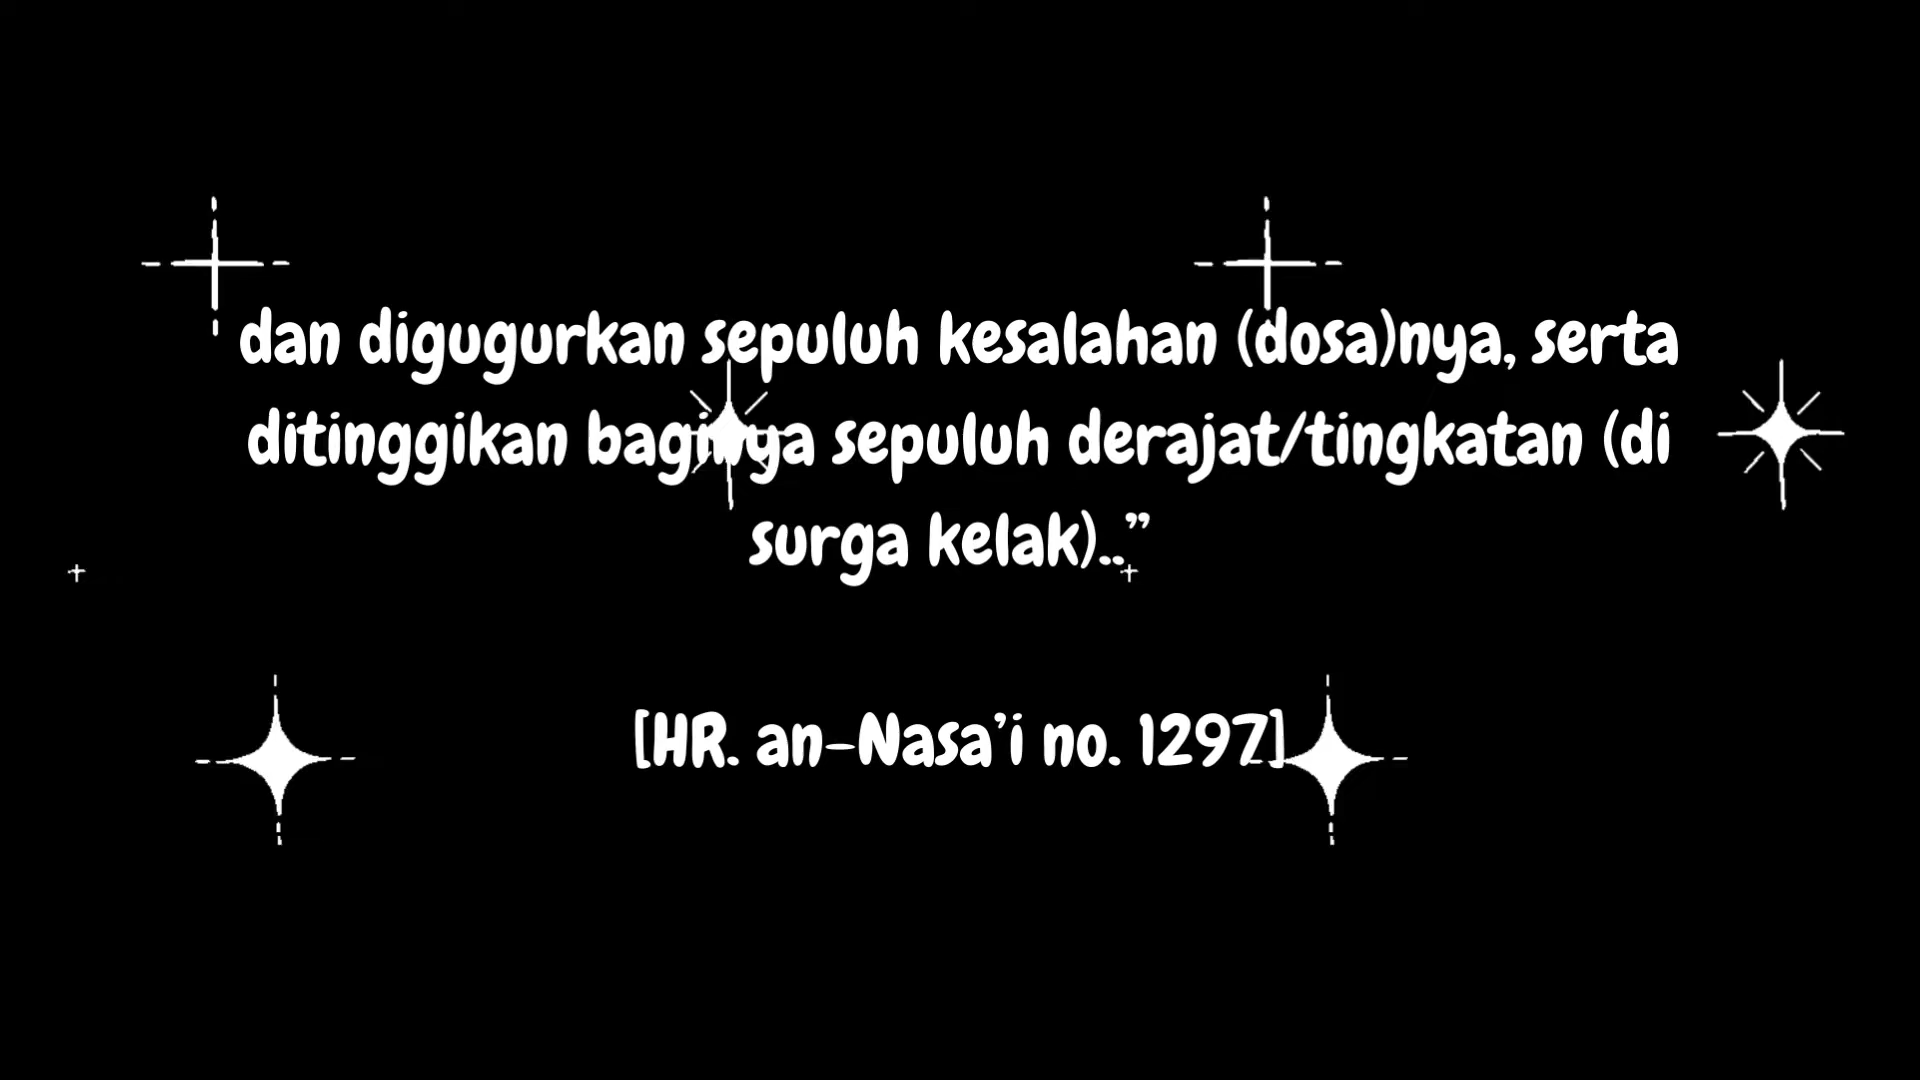 dan digugurkan sepuluh kesalahan (dosa)nya, serta
ditinggikan baginya sepuluh derajat/tingkatan (di
surga kelak)..”
[HR. an-Nasa’i no. 1297]